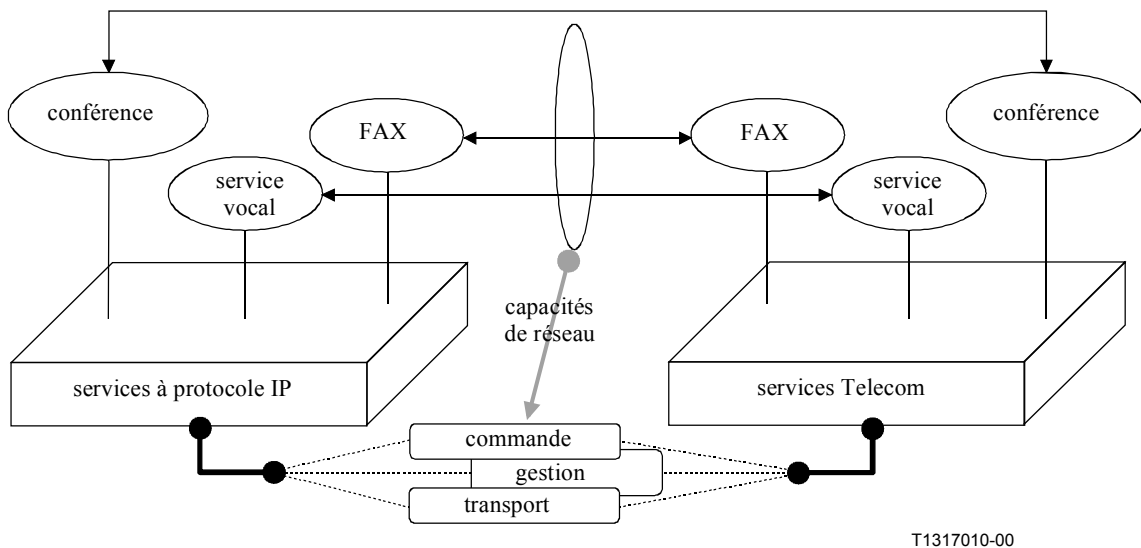 conférence
conférence
FAX
FAX
service
vocal
service
vocal
capacités
de réseau
services à protocole IP
services Telecom
commande
gestion
transport
T1317010-00